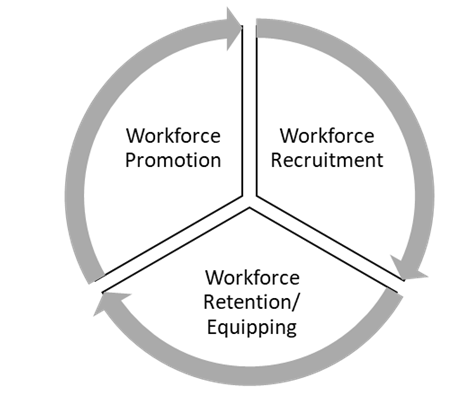 Workforce
Promotion
Workforce
Recruitment
Workforce
Retention/
Equipping